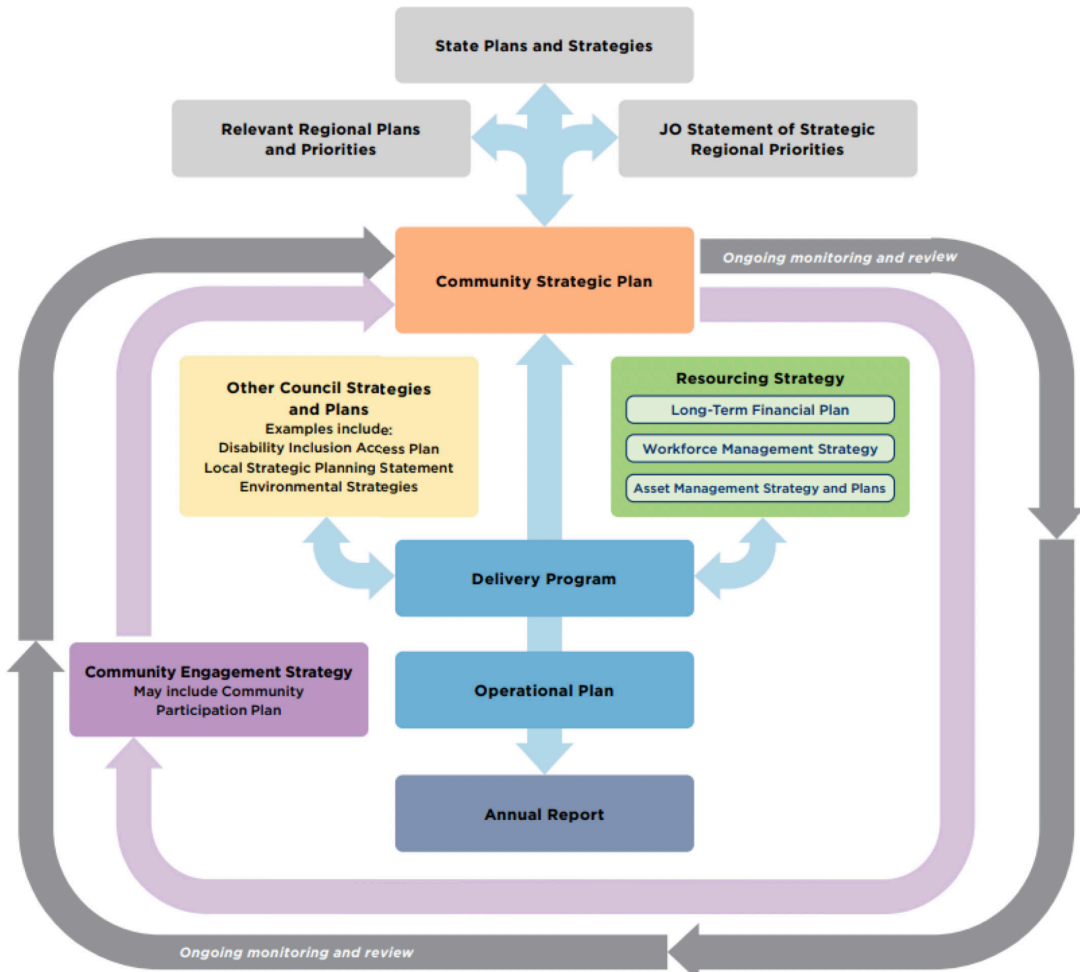 State Plans and Strategies
Relevant Regional Plans
and Priorities
JO Statement of Strategic
Regional Priorities
Community Strategic Plan
Ongoing monitoring and review
Other Council Strategies
and Plans
Examples include:
Disability Inclusion Access Plan
Local Strategic Planning Statement
Environmental Strategies
Resourcing Strategy
Long-Term Financial Plan
Workforce Management Strategy
Asset Management Strategy and Plans
Delivery Program
Community Engagement Strategy
May include Community
Participation Plan
Operational Plan
Annual Report
Ongoing monitoring and review